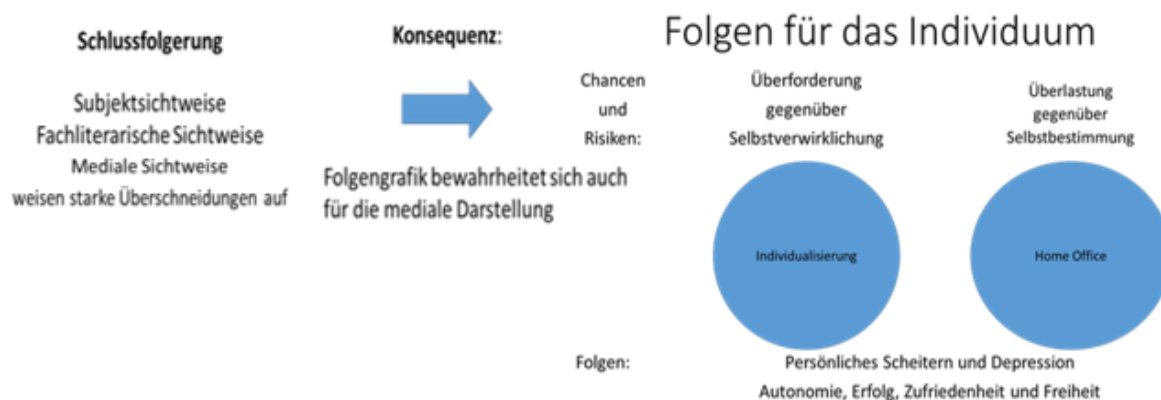 Schlussfolgerung
Subjektsichtweise
Fachliterarische Sichtweise
Mediale Sichtweise
weisen starke Überschneidungen auf
Konsequenz:
Folgengrafik bewahrheitet sich auch
für die mediale Darstellung
Folgen für das Individuum
Chancen
und
Risiken:
Überforderung
gegenüber
Selbstverwirklichung
Überlastung
gegenüber
Selbstbestimmung
Individualisierung
Home Office
Folgen:
Persönliches Scheitern und Depression
Autonomie, Erfolg, Zufriedenheit und Freiheit